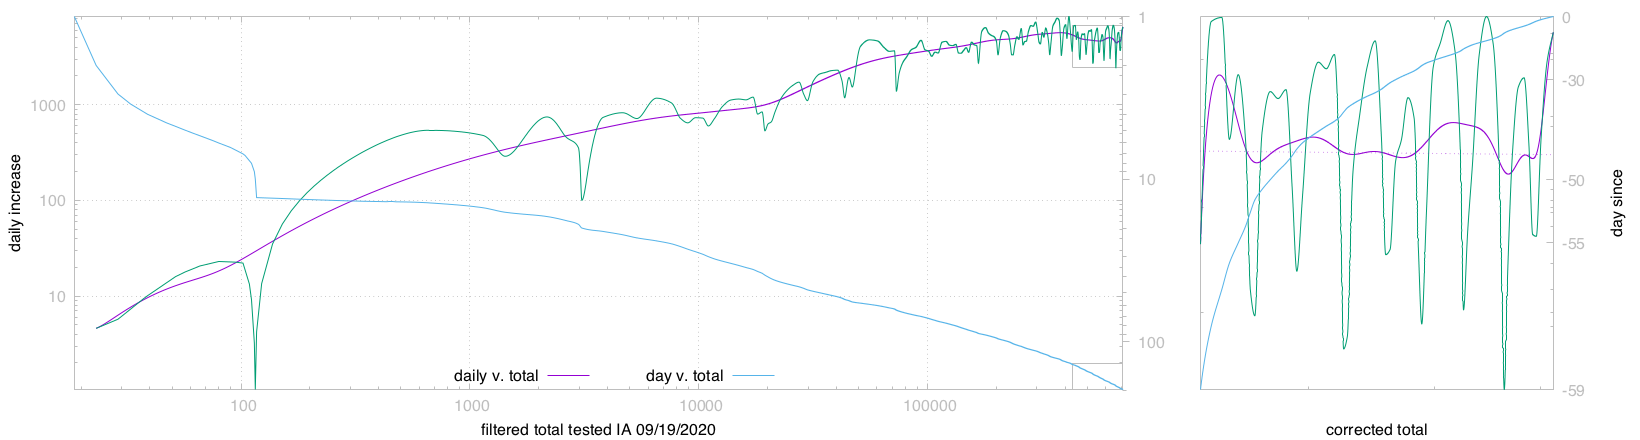 1
0
1000
-30
daily increase
10
day since
100
-50
-55
10
100
daily v. total
day v. total
-59
100
1000
10000
100000
filtered total tested IA 09/19/2020
corrected total